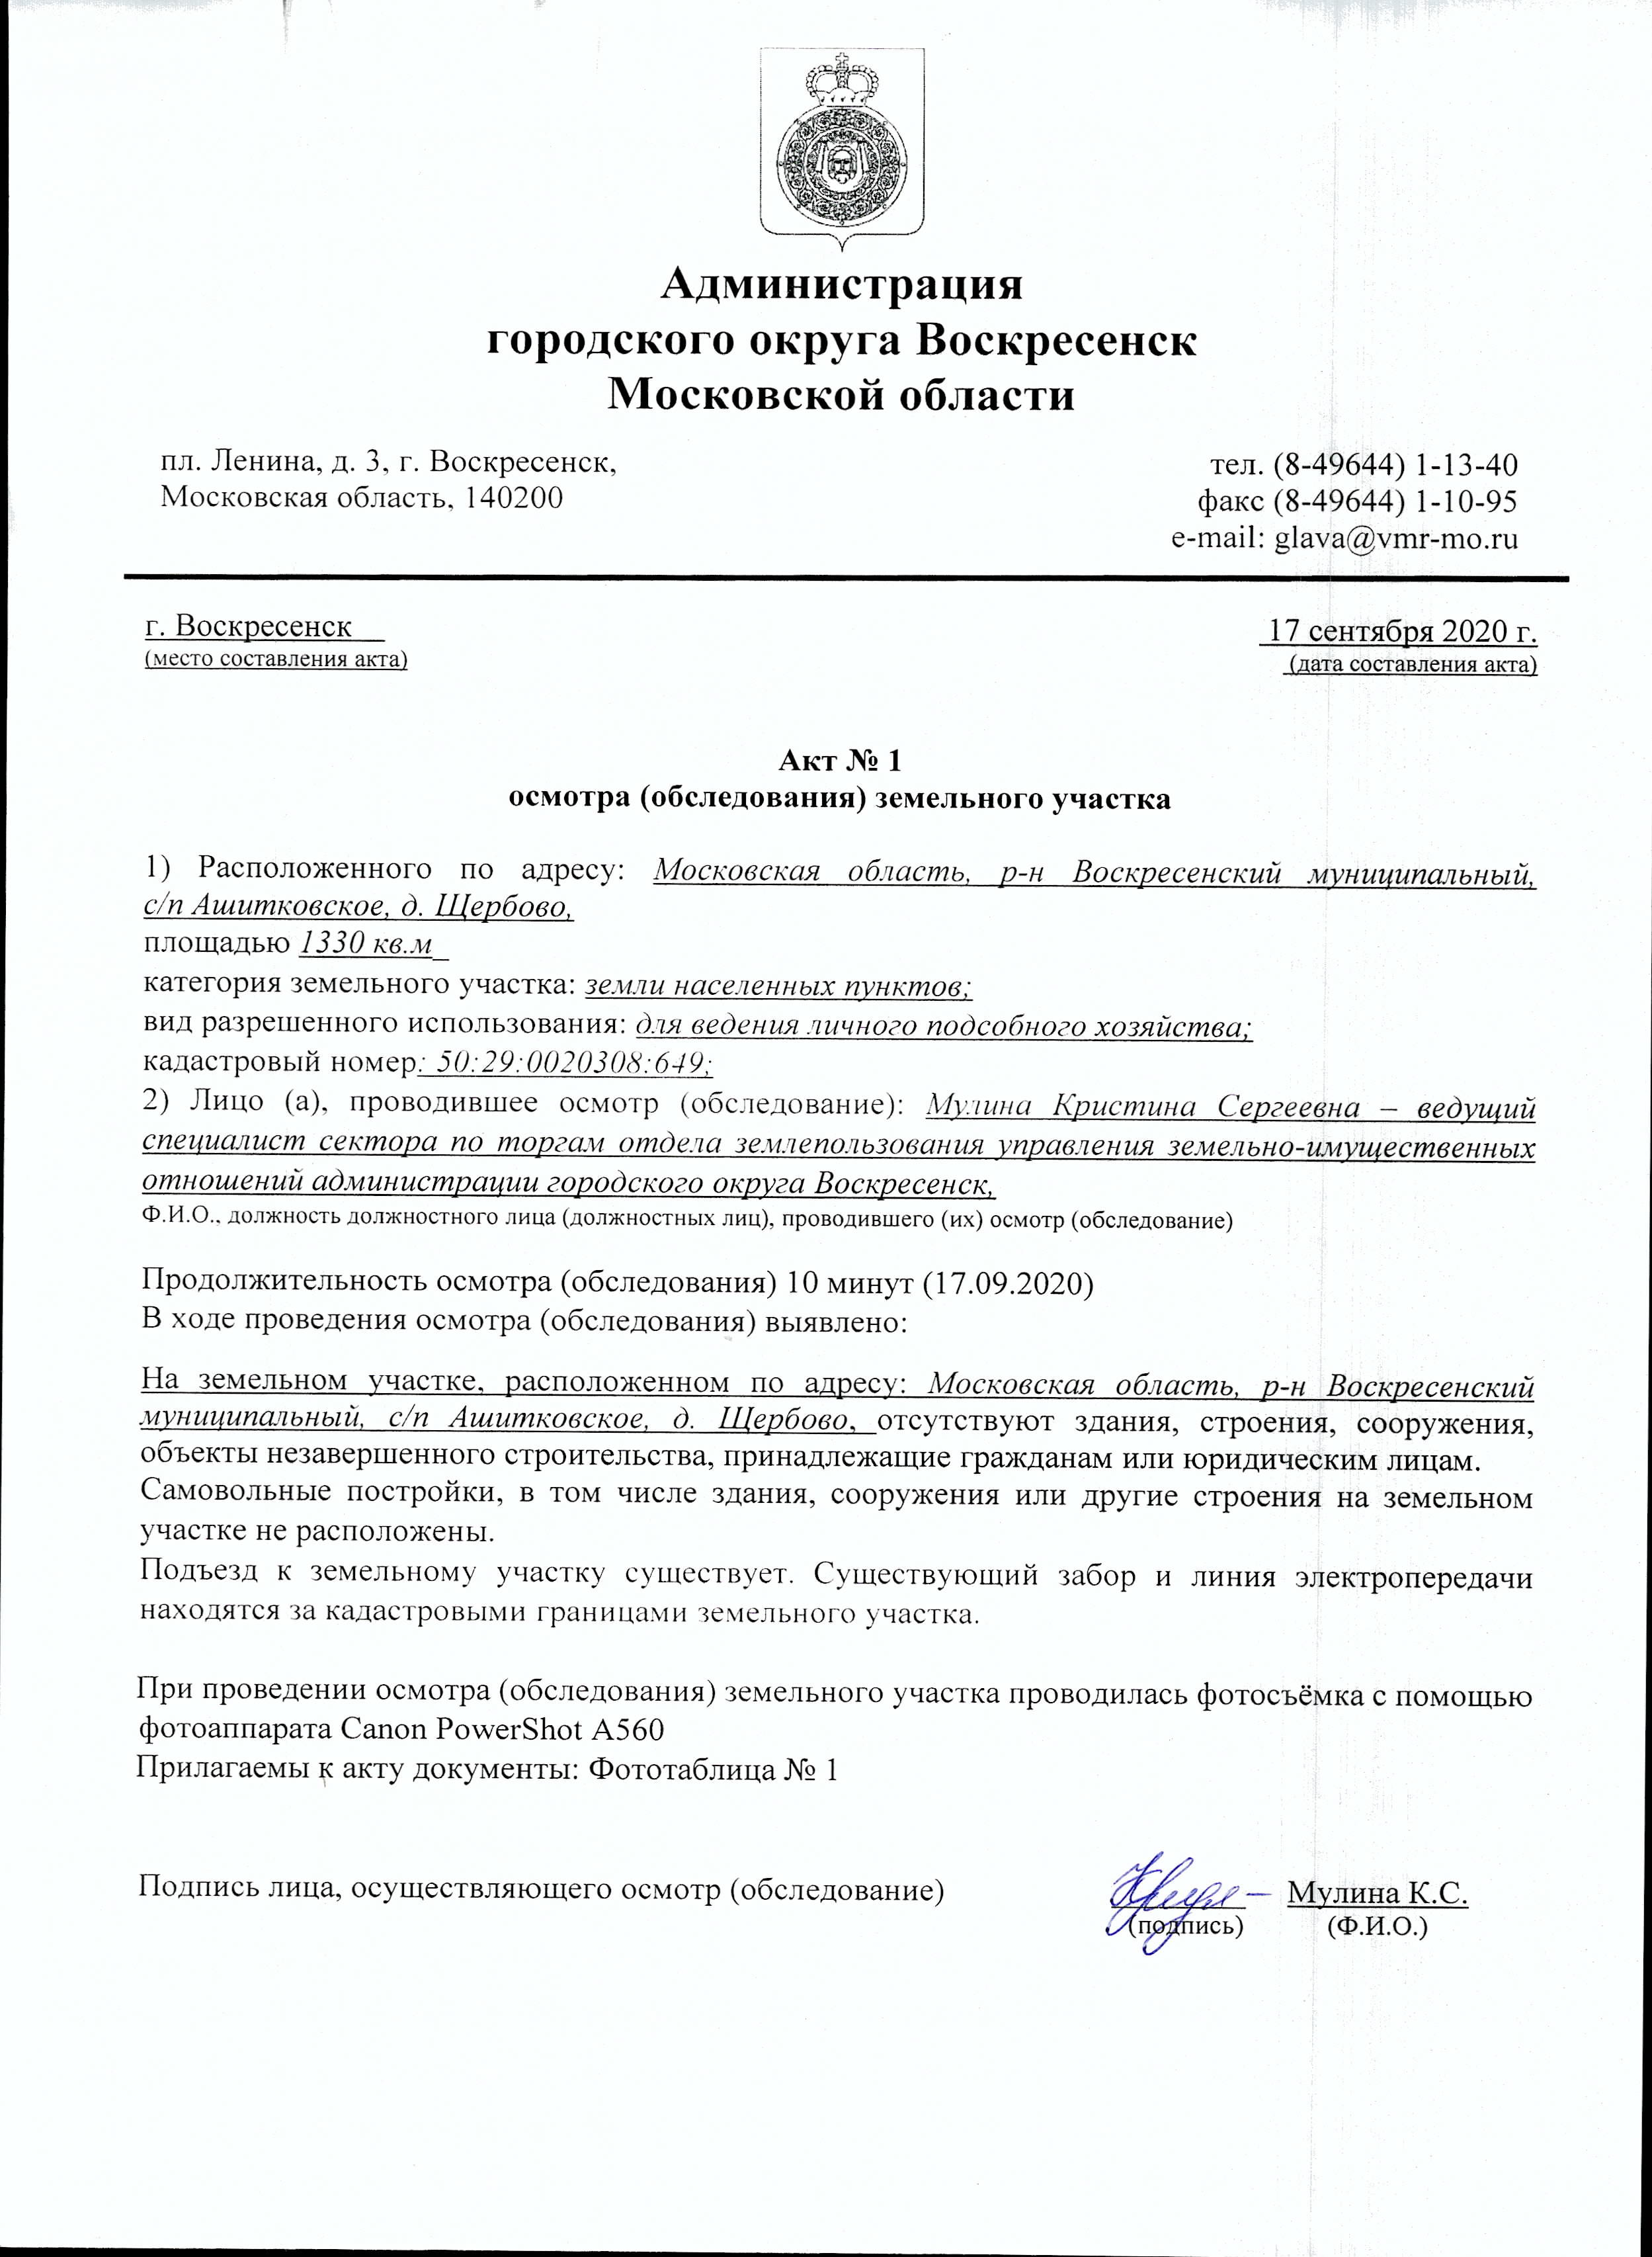 Администрация
городского округа Воскресенск
Московской области
пл. Ленина, д. 3, г. Воскресенск,
Московская область, 140200
тел. (8-49644) 1-13-40
факс (8-49644) 1-10-95
e-mail: glava@vmr-mo.ru
г. Воскресенск
(место составления акта)
17 сентября 2020 г.
(дата составления акта)
Акт № 1
осмотра (обследования) земельного участка
1) Расположенного по адресу: Московская область, р-н Воскресенский муниципальный,
с/п Ашитковское, д. Щербово,
площадью 1330 кв.м
категория земельного участка: земли населенных пунктов;
вид разрешенного использования: для ведения личного подсобного хозяйства;
кадастровый номер: 50:29:0020308:649;
2) Лицо (а), проводившее осмотр (обследование): Мулина Кристина Сергеевна – ведущий
специалист сектора по торгам отдела землепользования управления земельно-имущественных
отношений администрации городского округа Воскресенск,
Ф.И.О., должность должностного лица (должностных лиц), проводившего (их) осмотр (обследование)
Продолжительность осмотра (обследования) 10 минут (17.09.2020)
В ходе проведения осмотра (обследования) выявлено:
На земельном участке, расположенном по адресу: Московская область, р-н Воскресенский
муниципальный, с/п Ашитковское, д. Щербово, отсутствуют здания, строения, сооружения,
объекты незавершенного строительства, принадлежащие гражданам или юридическим лицам.
Самовольные постройки, в том числе здания, сооружения или другие строения на земельном
участке не расположены.
Подъезд к земельному участку существует. Существующий забор и линия электропередачи
находятся за кадастровыми границами земельного участка.
При проведении осмотра (обследования) земельного участка проводилась фотосъёмка с помощью
фотоаппарата Canon PowerShot A560
Прилагаемы к акту документы: Фототаблица № 1
Подпись лица, осуществляющего осмотр (обследование) Мулина К.С.
(подпись) (Ф.И.О.)